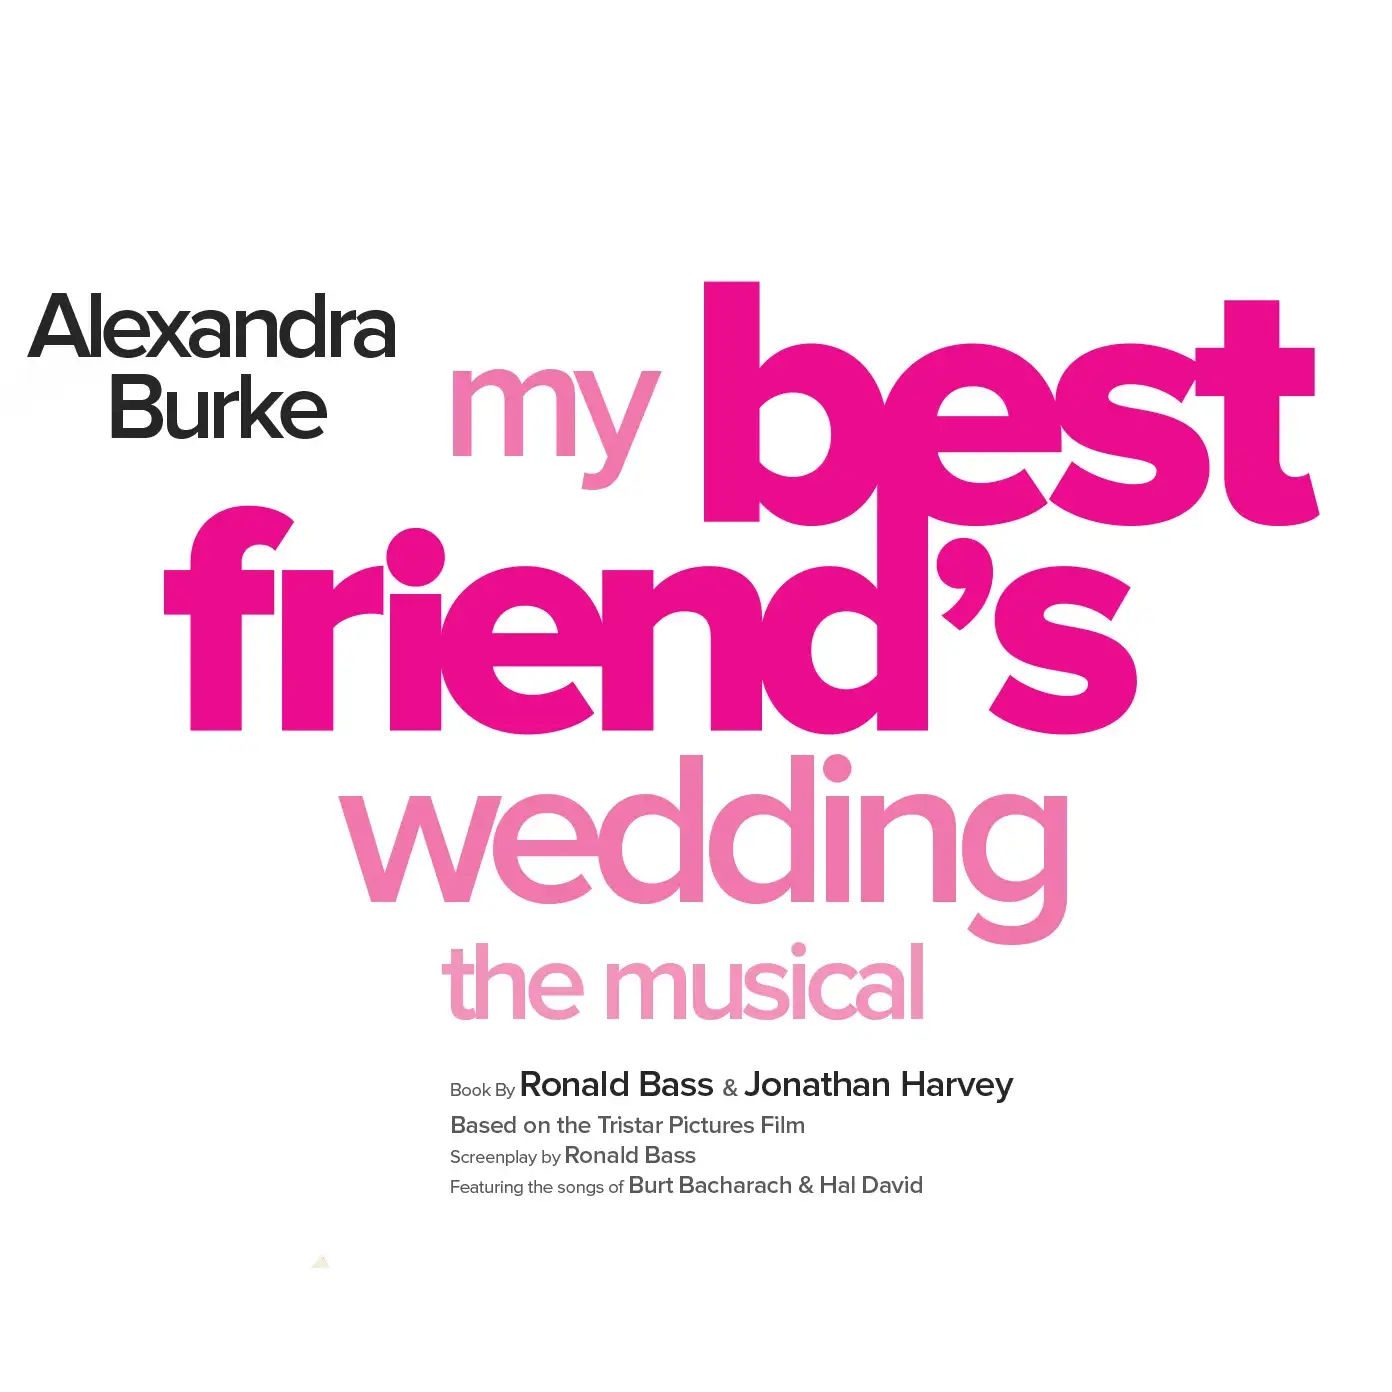 Alexandra
Burke
my best
friend's
wedding
the musical
Book By Ronald Bass & Jonathan Harvey
Based on the Tristar Pictures Film
Screenplay by Ronald Bass
Featuring the songs of Burt Bacharach & Hal David